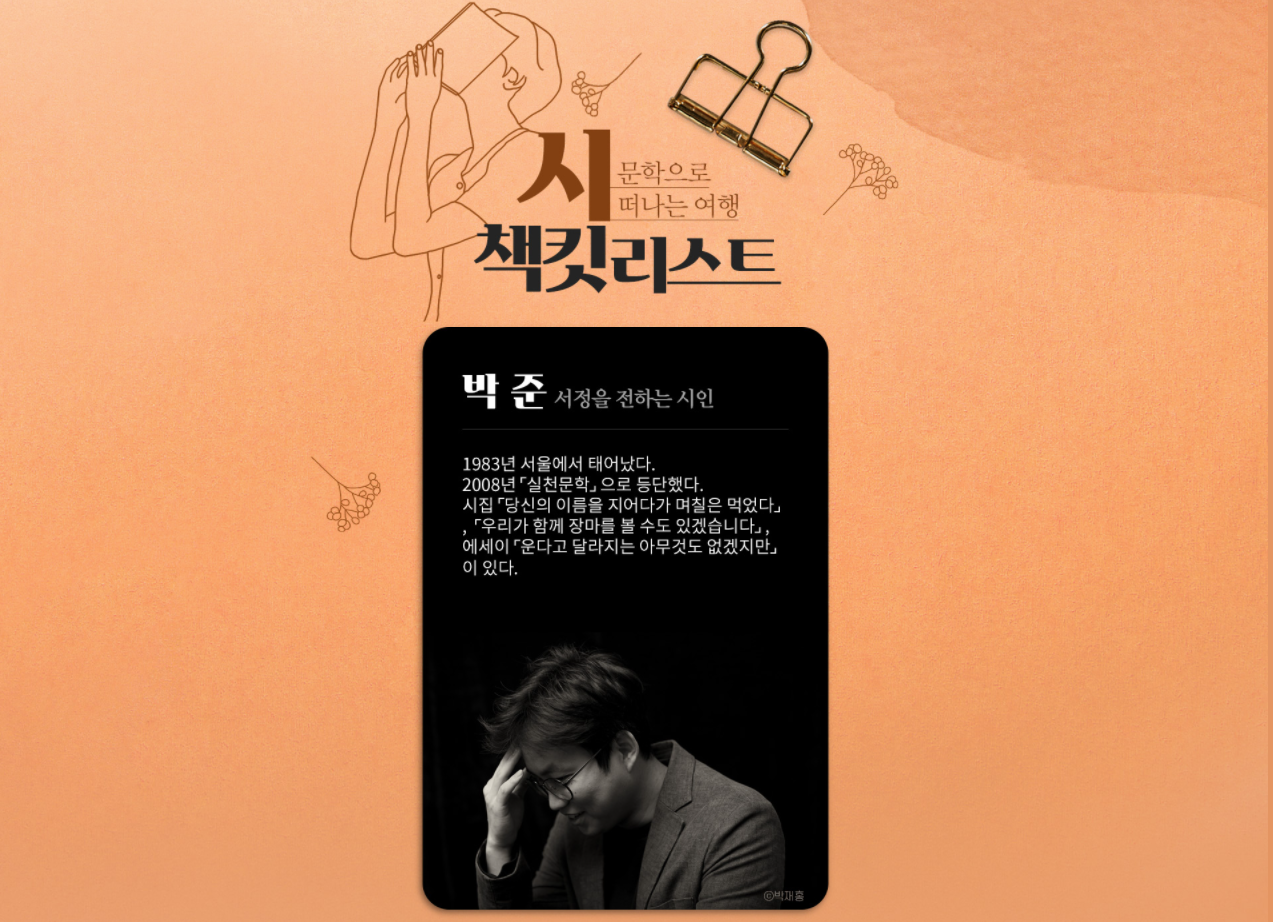 시 문학으로
떠나는 여행
책킷리스트
박 준 서정을 전하는 시인
1983년 서울에서 태어났다.
2008년 ｢실천문학｣ 으로 등단했다.
시집 ｢당신의 이름을 지어다가 며칠은 먹었다｣
, ｢우리가 함께 장마를 볼 수도 있겠습니다｣ ,
에세이 ｢운다고 달라지는 아무것도 없겠지만｣
이 있다.
ⓒ박재홍